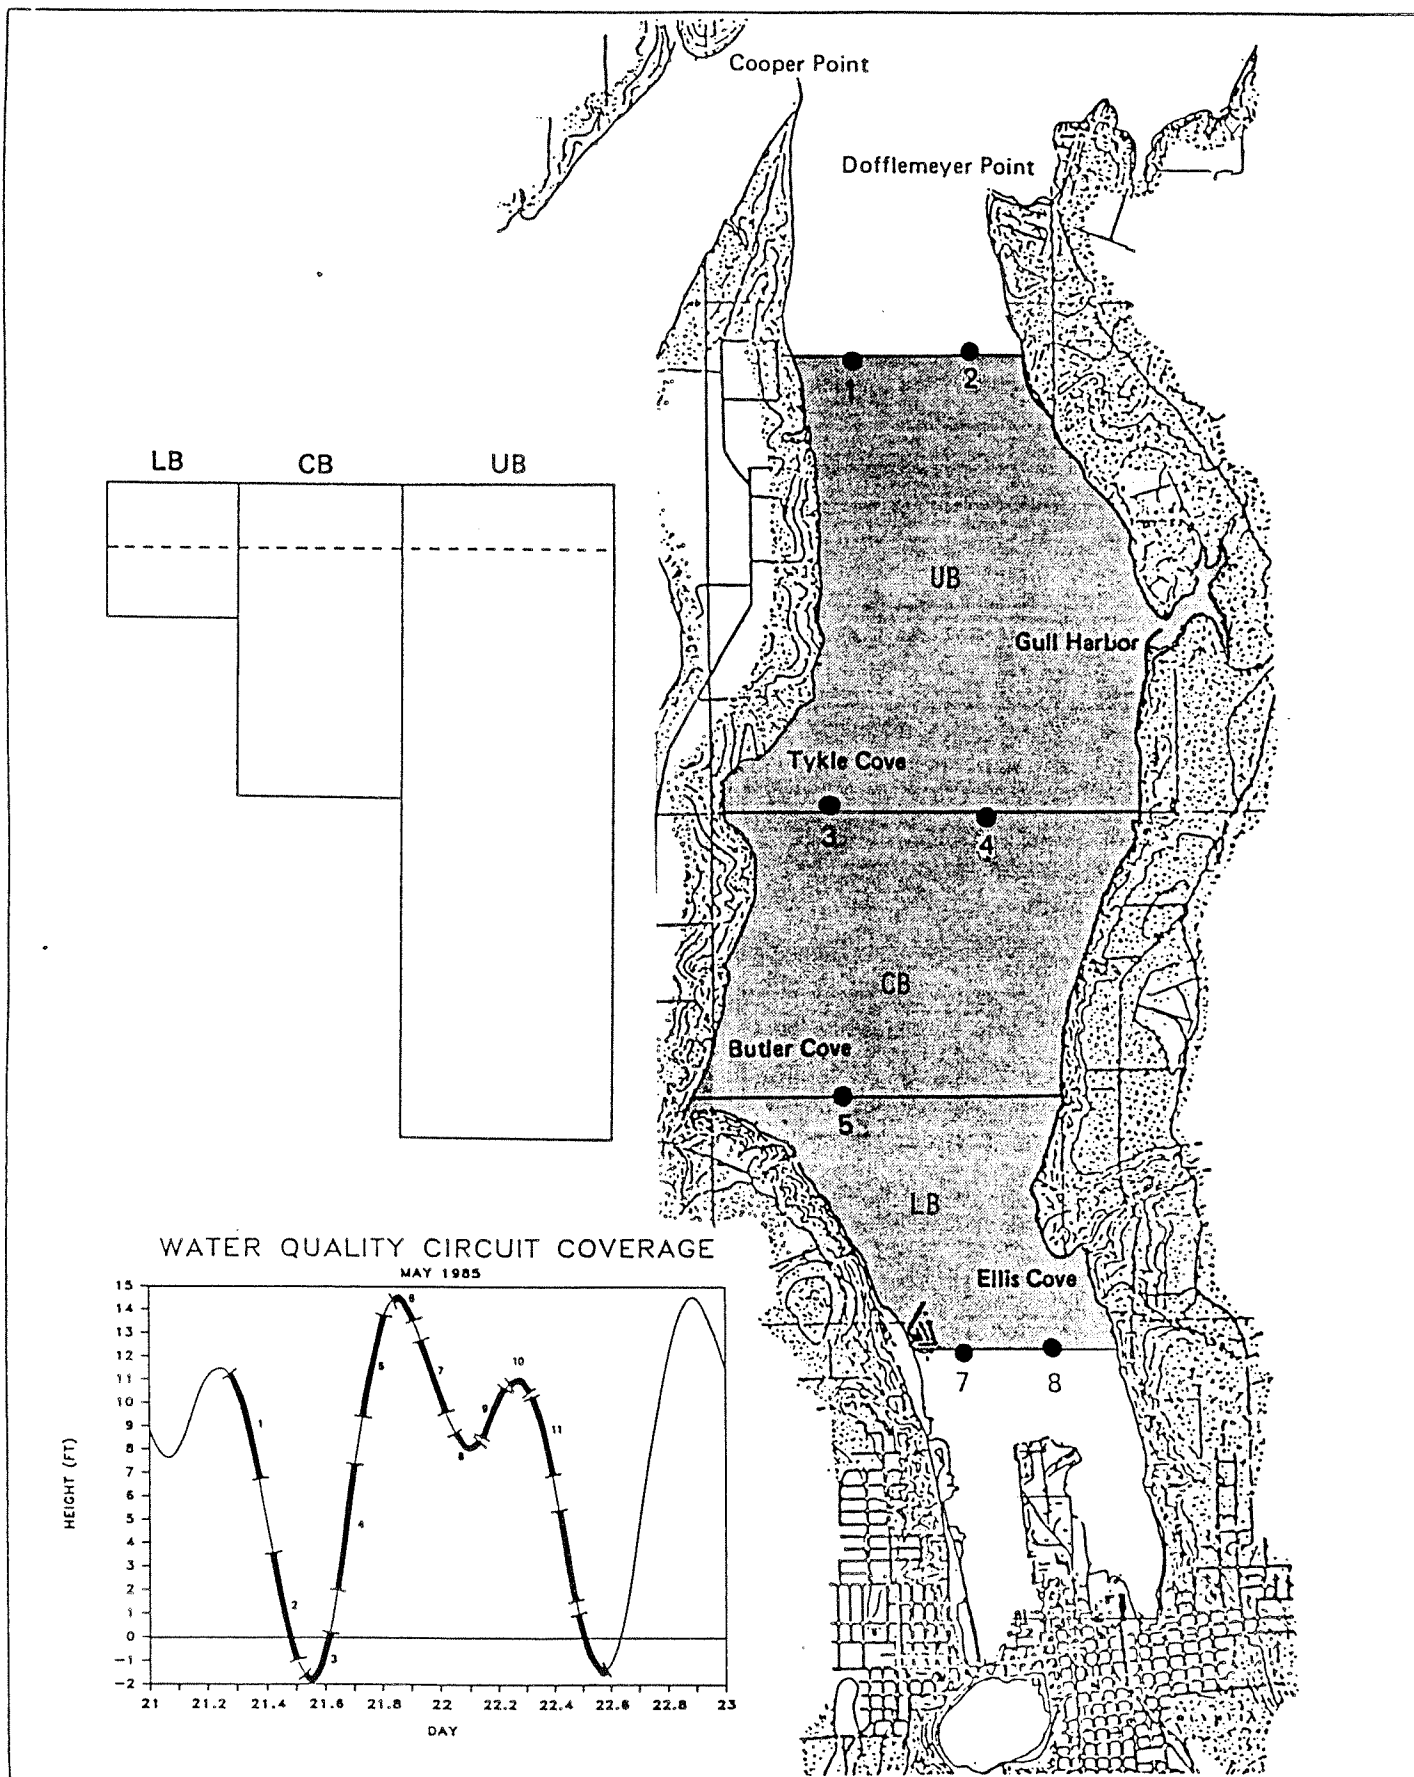 Cooper Point
Dofflemeyer Point
1
2
LB CB UB
UB
Gull Harbor
Tykle Cove
3
4
CB
Butler Cove
5
LB
Ellis Cove
7
8
WATER QUALITY CIRCUIT COVERAGE
MAY 1985
HEIGHT (FT)
15
14
13
12
11
10
9
8
7
6
5
4
3
2
1
0
-1
-2
1
2
3
4
5
6
7
8
9
10
11
21 21.2 21.4 21.6 21.8 22 22.2 22.4 22.6 22.8 23
DAY